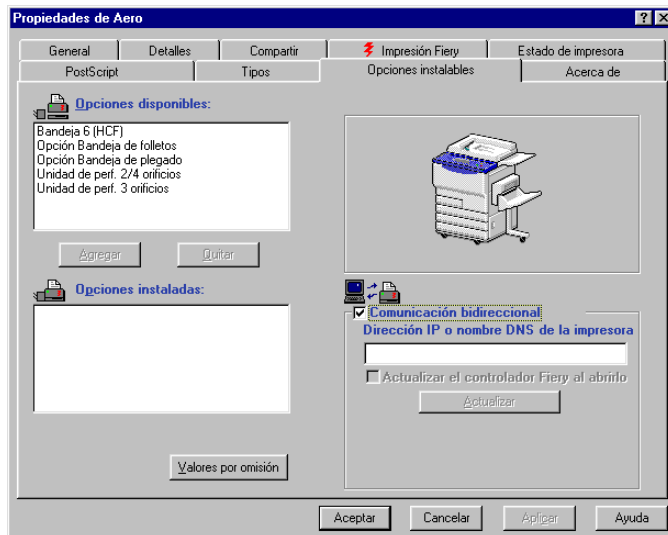 Propiedades de Aero
General
Detalles
Compartir
Impresión Fiery
Estado de impresora
PostScript
Tipos
Opciones instalables
Acerca de
Opciones disponibles:
Bandeja 6 (HCF)
Opción Bandeja de folletos
Opción Bandeja de plegado
Unidad de perf. 2/4 orificios
Unidad de perf. 3 orificios
Agregar
Quitar
Opciones instaladas:
Valores por omisión
Comunicación bidireccional
Dirección IP o nombre DNS de la impresora
Actualizar el controlador Fiery al abrirlo
Actualizar
Aceptar
Cancelar
Aplicar
Ayuda